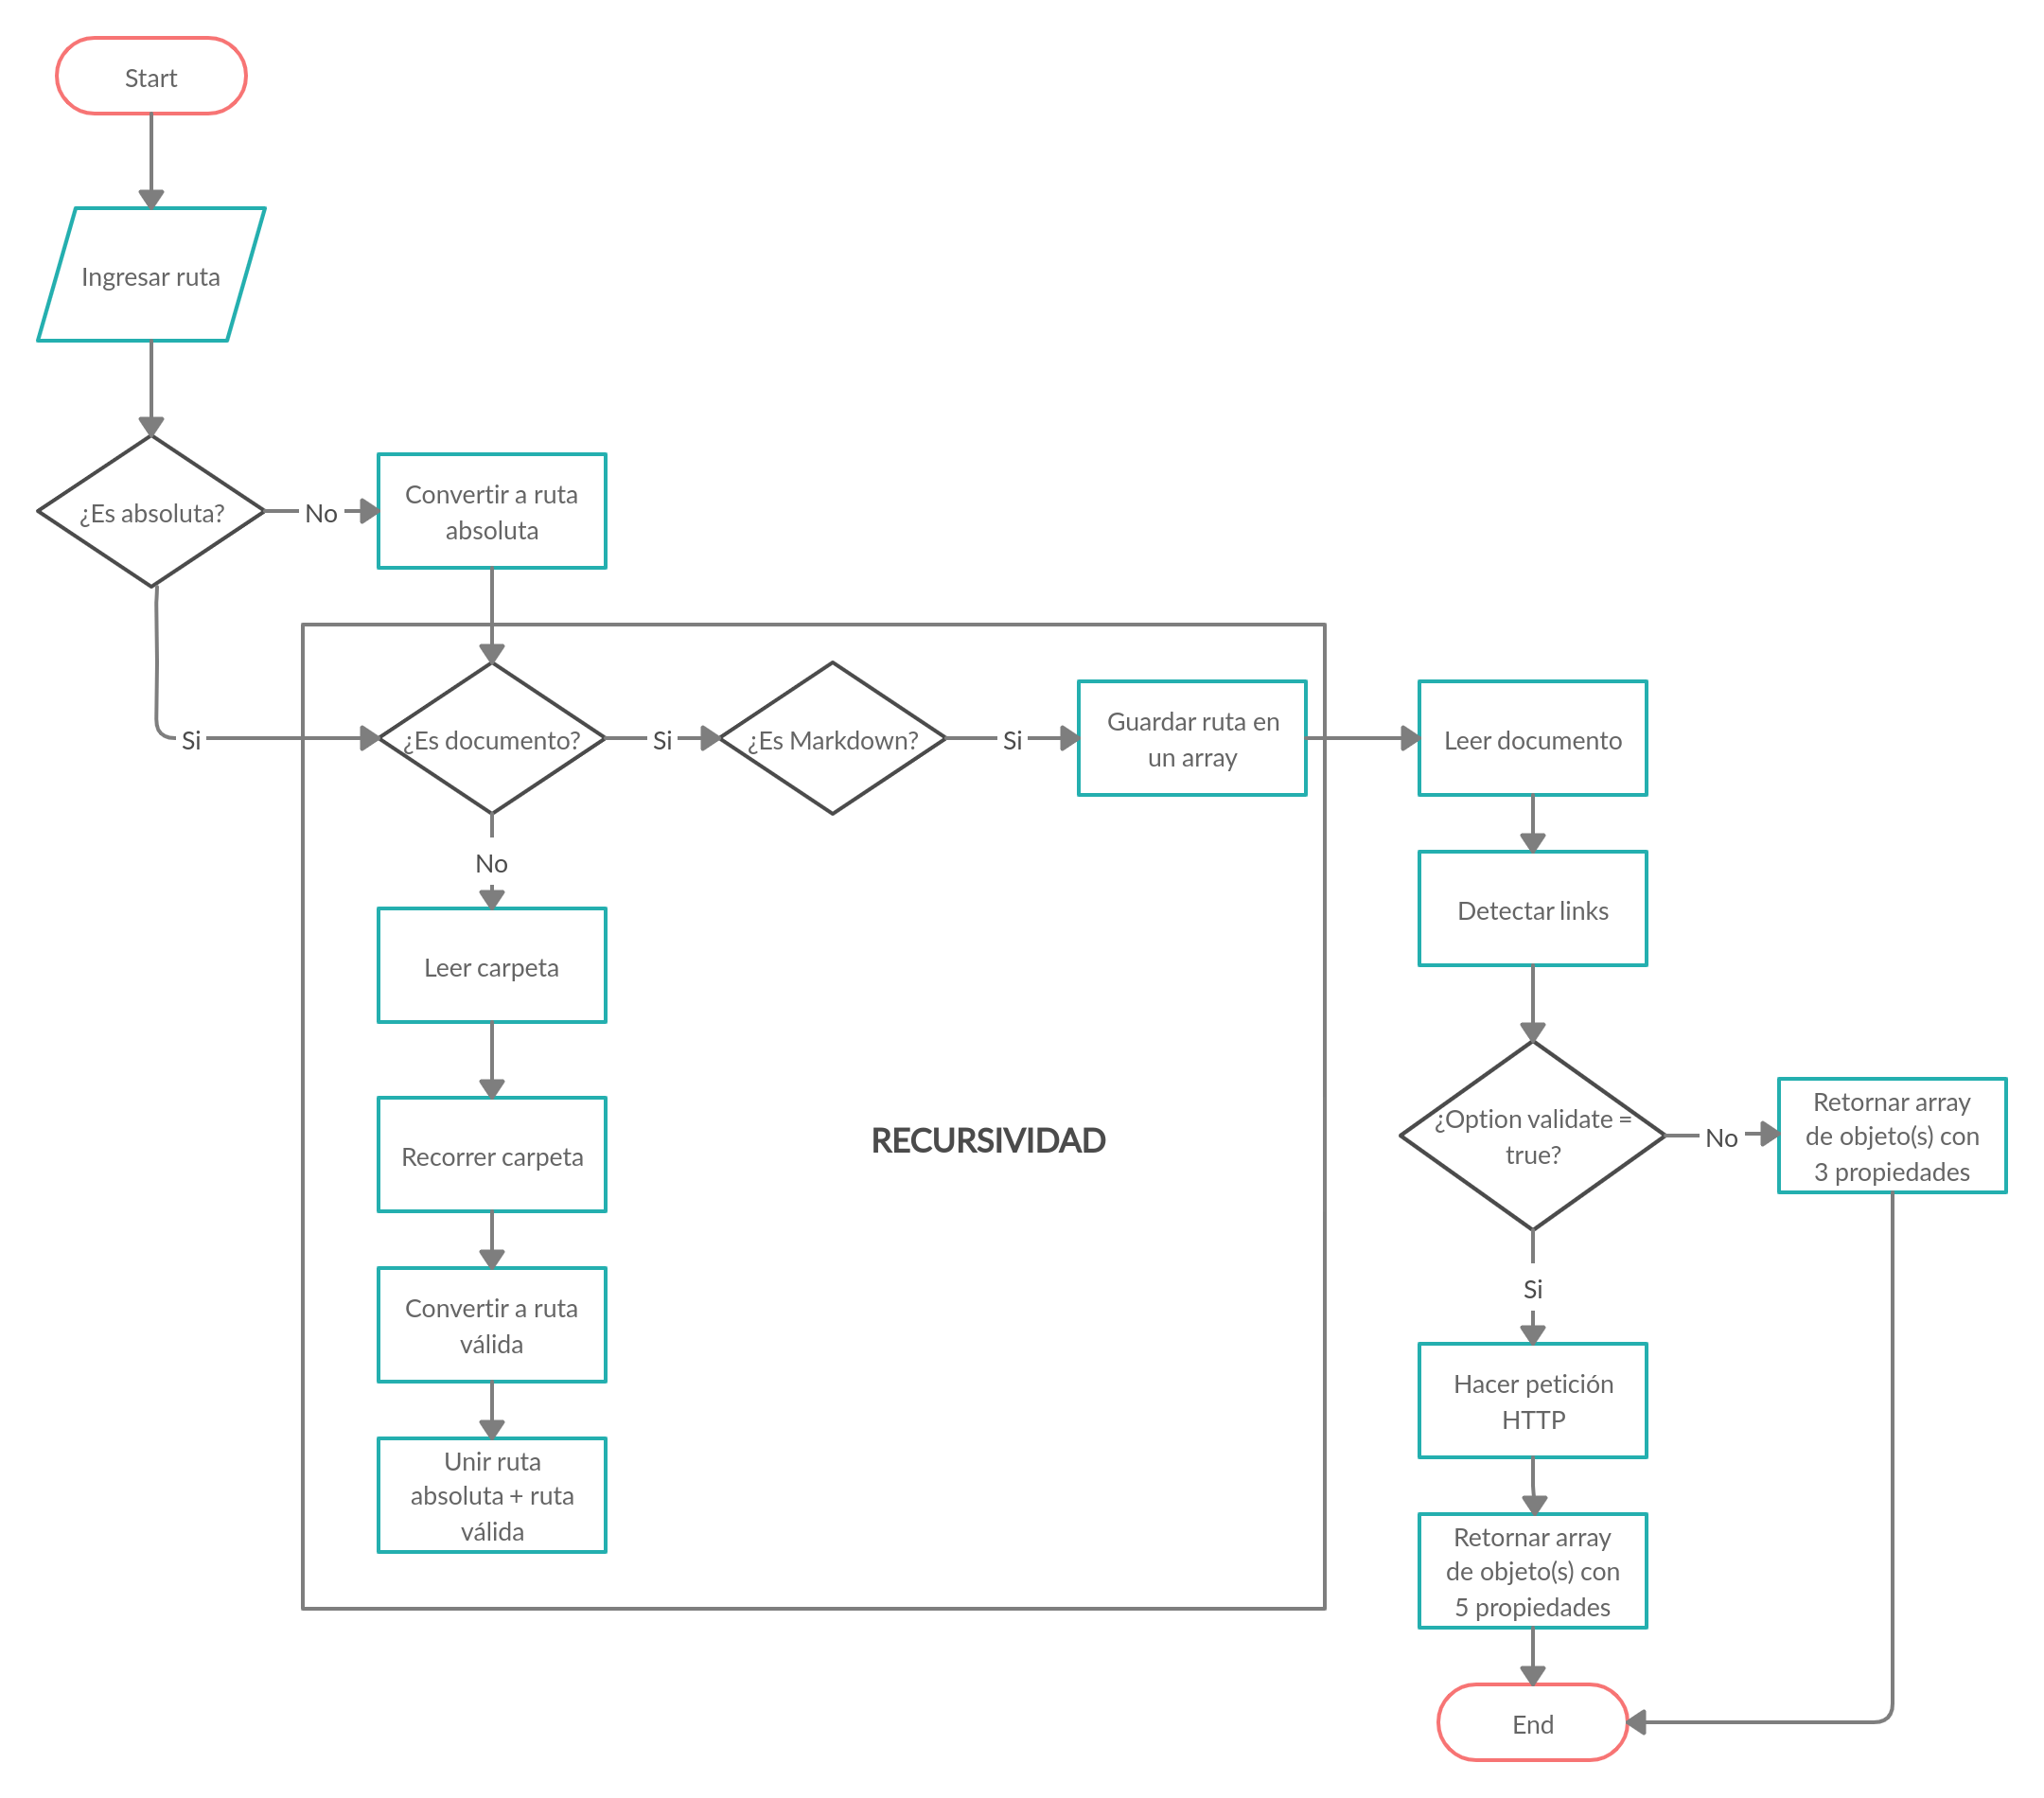 Start
Ingresar ruta
¿Es absoluta?
No
Convertir a ruta
absoluta
Si
¿Es documento?
Si
¿Es Markdown?
Si
Guardar ruta en
un array
Leer documento
No
Leer carpeta
Recorrer carpeta
Convertir a ruta
válida
Unir ruta
absoluta + ruta
válida
RECURSIVIDAD
Detectar links
¿Option validate =
true?
No
Retornar array
de objeto(s) con
3 propiedades
Si
Hacer petición
HTTP
Retornar array
de objeto(s) con
5 propiedades
End